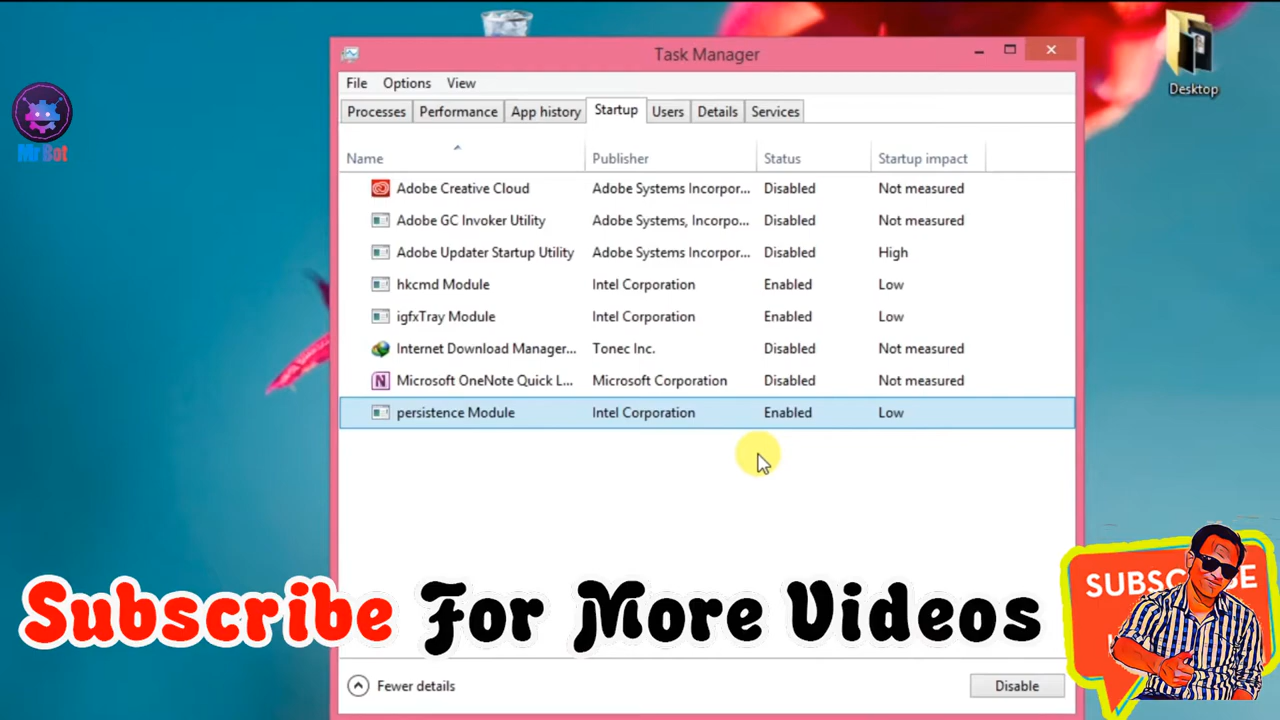 Task Manager
Desktop
File Options View
Mr Bot
Processes Performance App history Startup Users Details Services
Name Publisher Status Startup impact
Adobe Creative Cloud Adobe Systems Incorpor... Disabled Not measured
Adobe GC Invoker Utility Adobe Systems, Incorpo... Disabled Not measured
Adobe Updater Startup Utility Adobe Systems Incorpor... Disabled High
hkcmd Module Intel Corporation Enabled Low
igfxTray Module Intel Corporation Enabled Low
Internet Download Manager... Tonec Inc. Disabled Not measured
Microsoft OneNote Quick L... Microsoft Corporation Disabled Not measured
persistence Module Intel Corporation Enabled Low
Subscribe For More Videos
Fewer details Disable